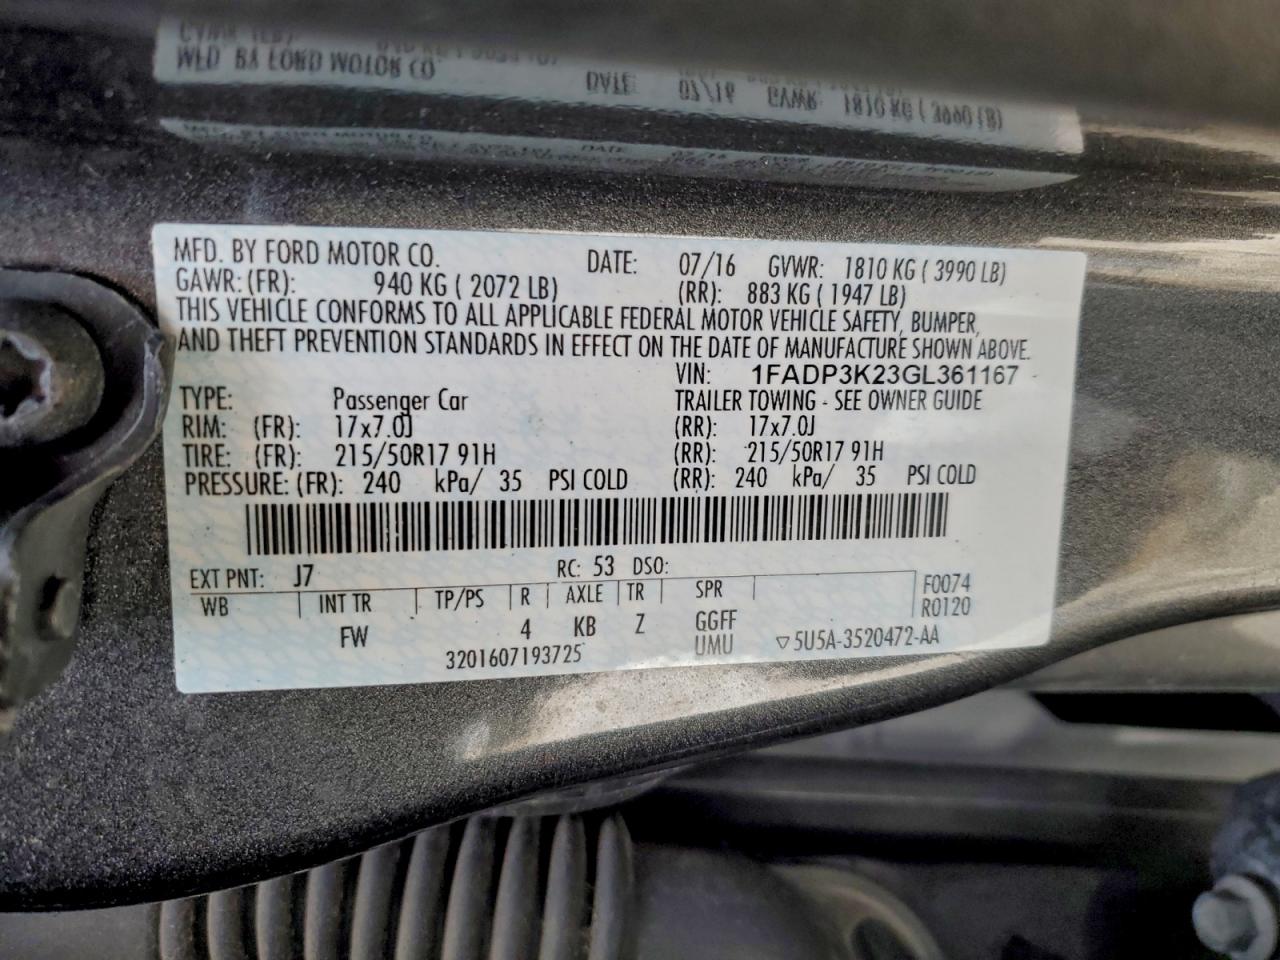 MFD. BY FORD MOTOR CO. DATE: 07/16 GVWR: 1810 KG ( 3990 LB)
GAWR: (FR): 940 KG ( 2072 LB) (RR): 883 KG ( 1947 LB)
THIS VEHICLE CONFORMS TO ALL APPLICABLE FEDERAL MOTOR VEHICLE SAFETY, BUMPER,
AND THEFT PREVENTION STANDARDS IN EFFECT ON THE DATE OF MANUFACTURE SHOWN ABOVE.
VIN: 1FADP3K23GL361167
TYPE: Passenger Car TRAILER TOWING - SEE OWNER GUIDE
RIM: (FR): 17x7.0J (RR): 17x7.0J
TIRE: (FR): 215/50R17 91H (RR): 215/50R17 91H
PRESSURE: (FR): 240 kPa/ 35 PSI COLD (RR): 240 kPa/ 35 PSI COLD
EXT PNT: J7 RC: 53 DSO:
WB INT TR TP/PS R AXLE TR SPR F0074
FW 4 KB Z GGFF R0120
3201607193725 UMU ▽5U5A-3520472-AA